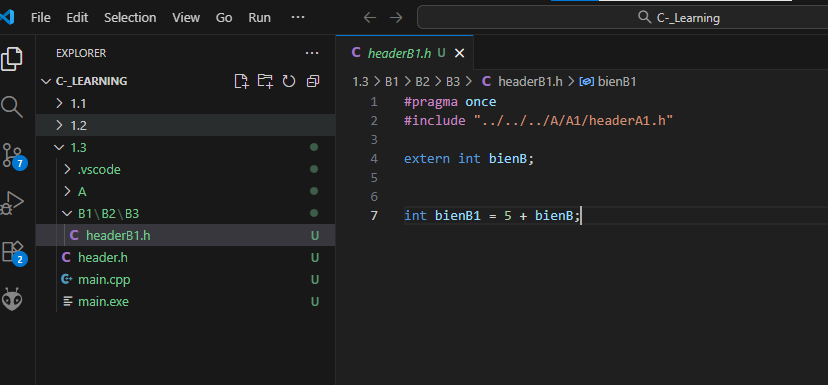 File Edit Selection View Go Run ···
C-_Learning
EXPLORER ···
C-_LEARNING
1.1
1.2
1.3
.vscode
A
B1\B2\B3
headerB1.h U
header.h U
main.cpp U
main.exe U
7
2
headerB1.h U
1.3 > B1 > B2 > B3 > C headerB1.h > bienB1
1 #pragma once
2 #include "../../../A/A1/headerA1.h"
3
4 extern int bienB;
5
6
7 int bienB1 = 5 + bienB;